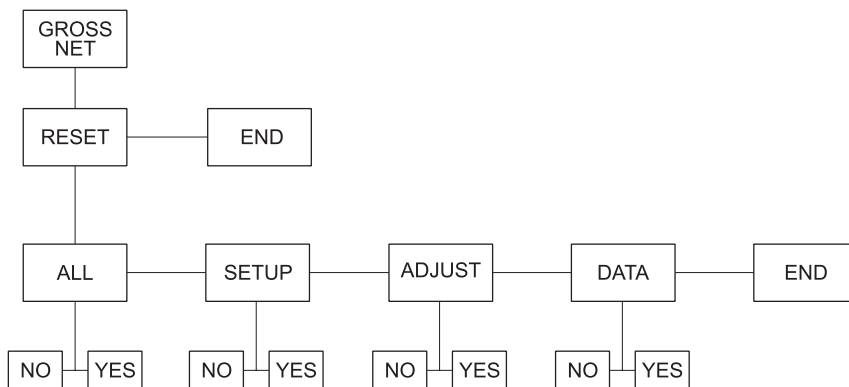 GROSS
NET
RESET
END
ALL
SETUP
ADJUST
DATA
END
NO
YES
NO
YES
NO
YES
NO
YES